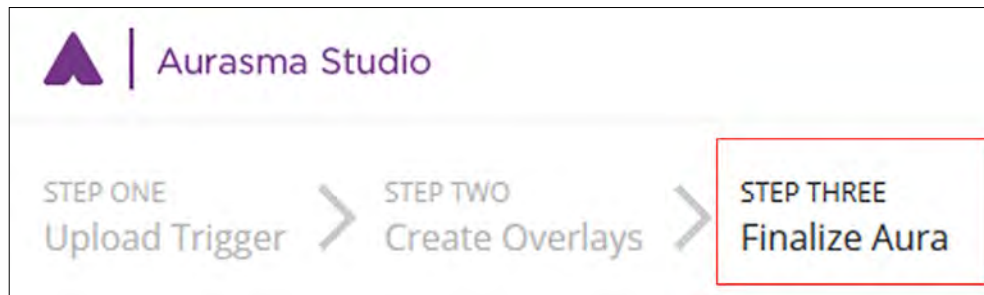 Aurasma Studio
STEP ONE
Upload Trigger
STEP TWO
Create Overlays
STEP THREE
Finalize Aura